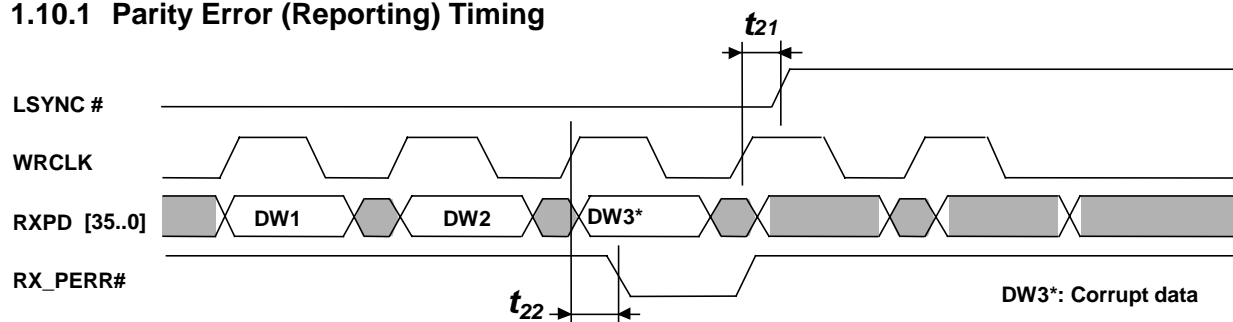 1.10.1 Parity Error (Reporting) Timing
t21
LSYNC #
WRCLK
RXPD [35..0] DW1 DW2 DW3*
RX_PERR#
DW3*: Corrupt data
t22